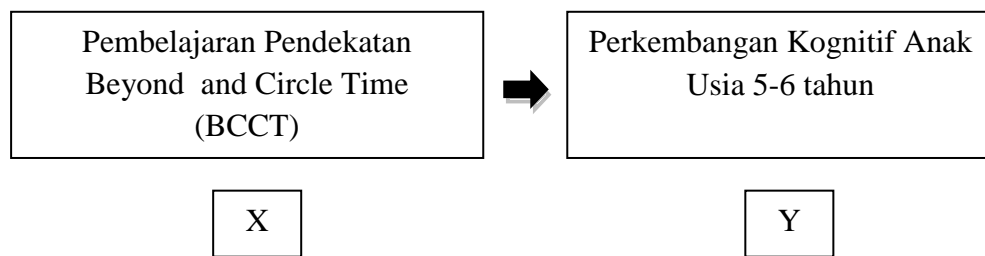 Pembelajaran Pendekatan
Beyond and Circle Time
(BCCT)
Perkembangan Kognitif Anak
Usia 5-6 tahun
X
Y